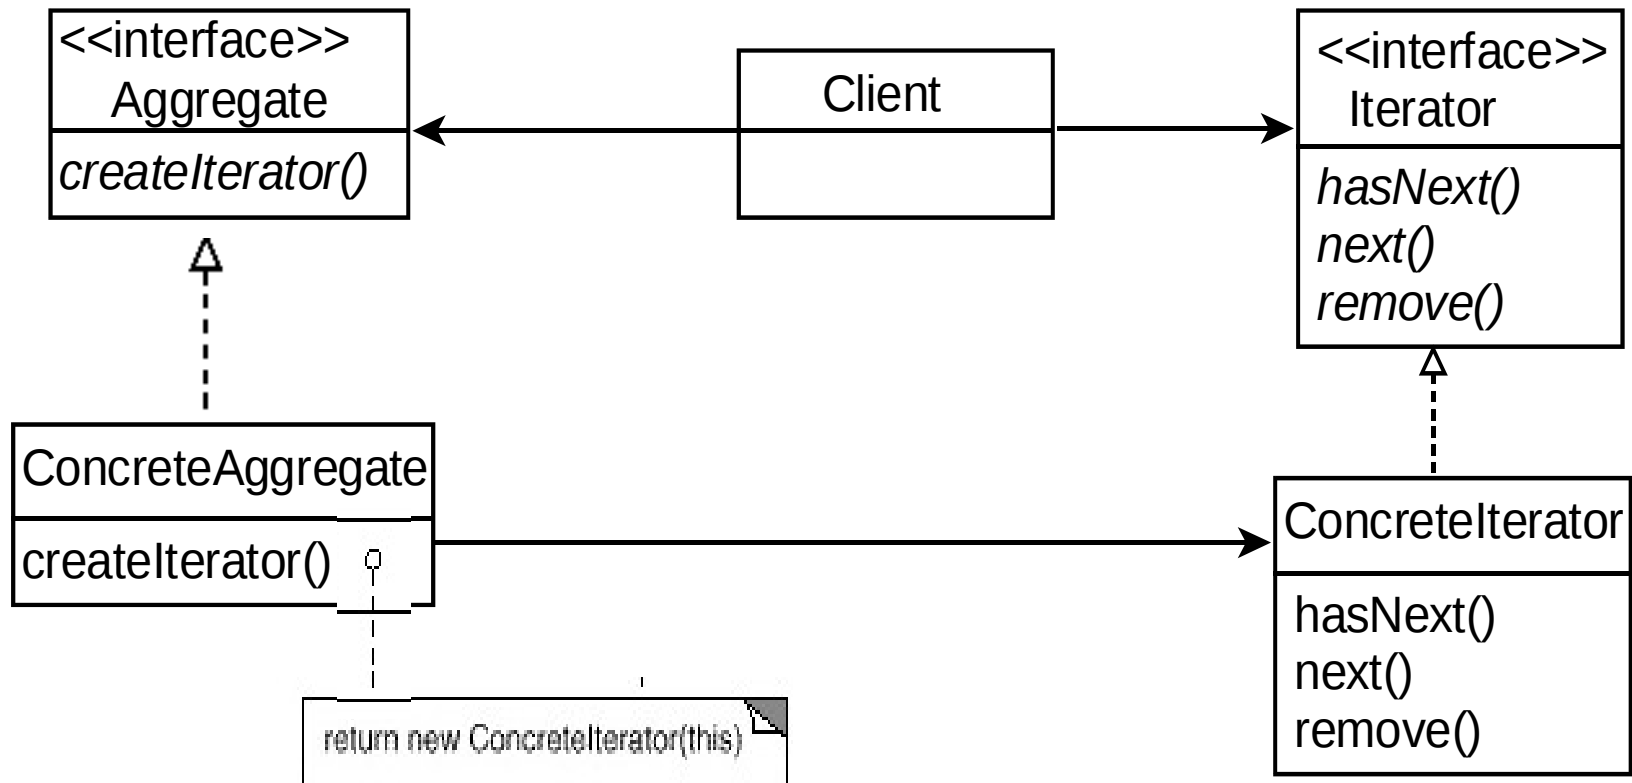 <<interface>>
Aggregate
createIterator()
Client
<<interface>>
Iterator
hasNext()
next()
remove()
ConcreteAggregate
createIterator()
return new ConcreteIterator(this)
ConcreteIterator
hasNext()
next()
remove()